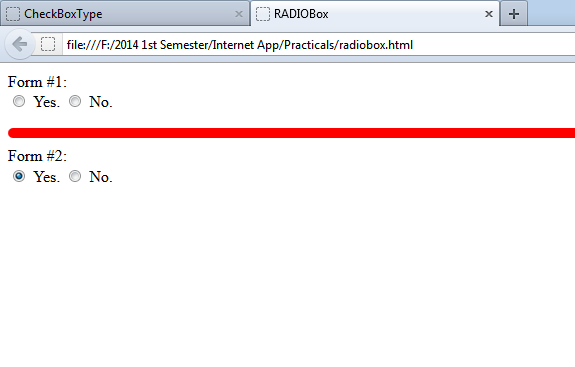 CheckBoxType
RADIOBox
file:///F:/2014 1st Semester/Internet App/Practicals/radiobox.html
Form #1:
Yes. No.
Form #2:
Yes. No.